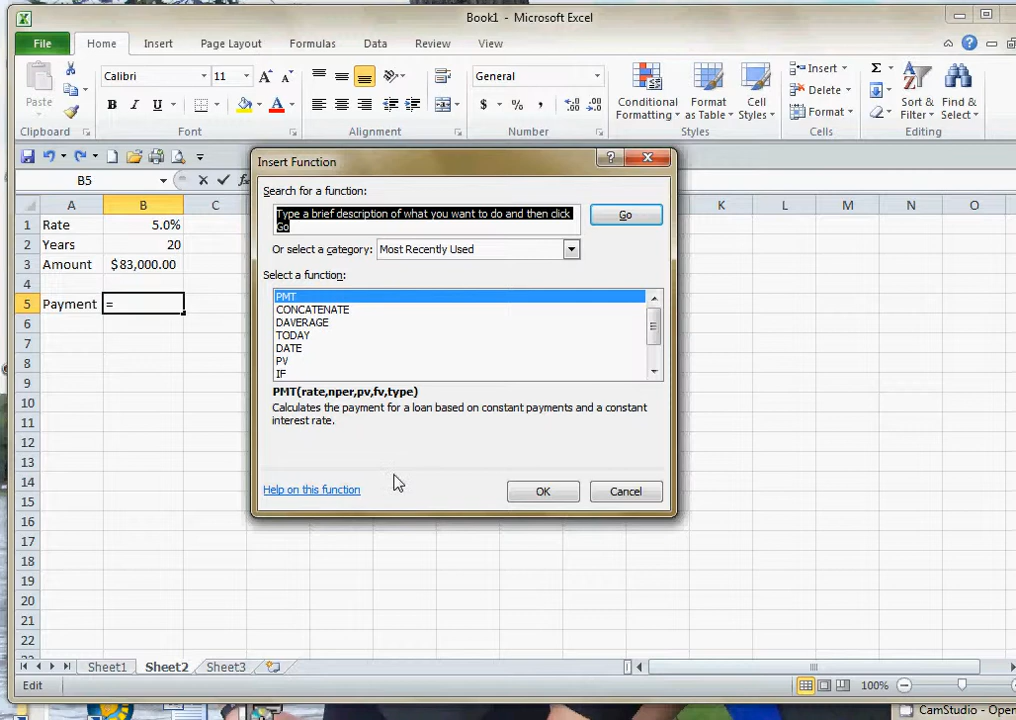 Book1 - Microsoft Excel
File Home Insert Page Layout Formulas Data Review View
Calibri 11 General Insert Σ
Paste B I U A $ % , Conditional Formatting Format as Table Cell Styles Delete Format Sort & Filter Find & Select
Clipboard Font Alignment Number Styles Cells Editing
B5
Insert Function
Search for a function:
Type a brief description of what you want to do and then click
Go
Go
Or select a category: Most Recently Used
Select a function:
PMT
CONCATENATE
DAVERAGE
TODAY
DATE
PV
IF
PMT(rate,nper,pv,fv,type)
Calculates the payment for a loan based on constant payments and a constant
interest rate.
Help on this function OK Cancel
A B C K L M N O
1 Rate 5.0%
2 Years 20
3 Amount $83,000.00
4
5 Payment =
6
7
8
9
10
11
12
13
14
15
16
17
18
19
20
21
22
Sheet1 Sheet2 Sheet3
Edit 100%
CamStudio - Open